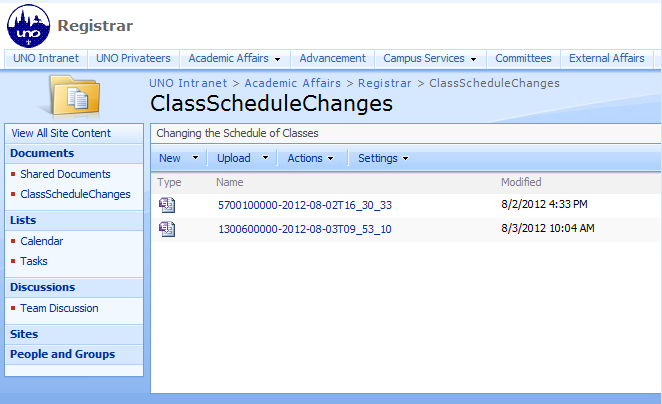 UNO
Registrar
UNO Intranet UNO Privateers Academic Affairs Advancement Campus Services Committees External Affairs
UNO Intranet > Academic Affairs > Registrar > ClassScheduleChanges
ClassScheduleChanges
View All Site Content
Changing the Schedule of Classes
Documents
New Upload Actions Settings
Shared Documents
Type Name Modified
ClassScheduleChanges
5700100000-2012-08-02T16_30_33 8/2/2012 4:33 PM
Lists
1300600000-2012-08-03T09_53_10 8/3/2012 10:04 AM
Calendar
Tasks
Discussions
Team Discussion
Sites
People and Groups